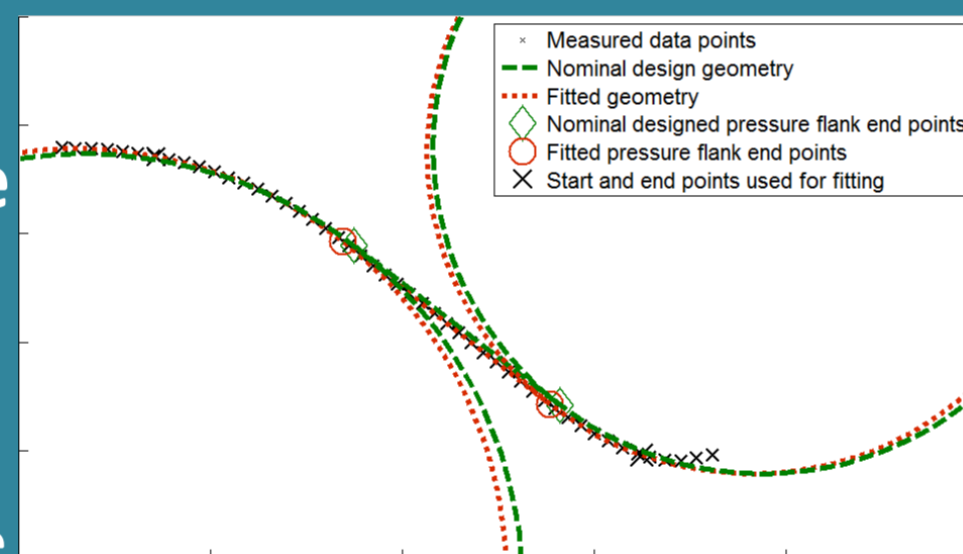 Measured data points
Nominal design geometry
Fitted geometry
Nominal designed pressure flank end points
Fitted pressure flank end points
Start and end points used for fitting
e
e